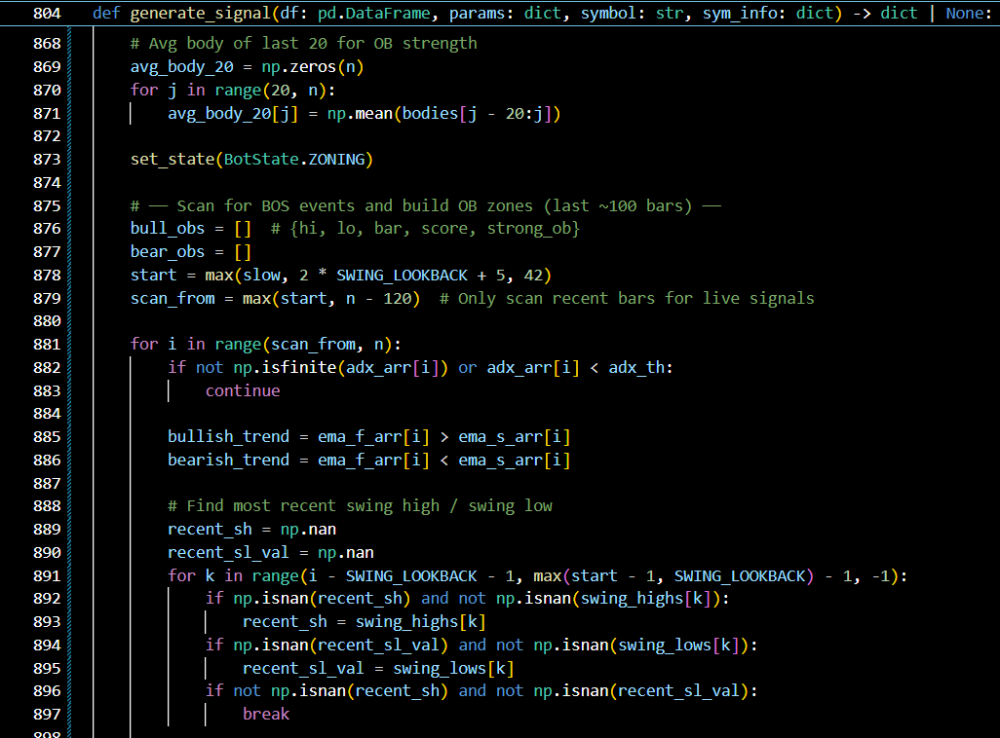 804 def generate_signal(df: pd.DataFrame, params: dict, symbol: str, sym_info: dict) -> dict | None:
868 # Avg body of last 20 for OB strength
869 avg_body_20 = np.zeros(n)
870 for j in range(20, n):
871 avg_body_20[j] = np.mean(bodies[j - 20:j])
872
873 set_state(BotState.ZONING)
874
875 # ── Scan for BOS events and build OB zones (last ~100 bars) ──
876 bull_obs = []  # {hi, lo, bar, score, strong_ob}
877 bear_obs = []
878 start = max(slow, 2 * SWING_LOOKBACK + 5, 42)
879 scan_from = max(start, n - 120)  # Only scan recent bars for live signals
880
881 for i in range(scan_from, n):
882 if not np.isfinite(adx_arr[i]) or adx_arr[i] < adx_th:
883 continue
884
885 bullish_trend = ema_f_arr[i] > ema_s_arr[i]
886 bearish_trend = ema_f_arr[i] < ema_s_arr[i]
887
888 # Find most recent swing high / swing low
889 recent_sh = np.nan
890 recent_sl_val = np.nan
891 for k in range(i - SWING_LOOKBACK - 1, max(start - 1, SWING_LOOKBACK) - 1, -1):
892 if np.isnan(recent_sh) and not np.isnan(swing_highs[k]):
893 recent_sh = swing_highs[k]
894 if np.isnan(recent_sl_val) and not np.isnan(swing_lows[k]):
895 recent_sl_val = swing_lows[k]
896 if not np.isnan(recent_sh) and not np.isnan(recent_sl_val):
897 break
898